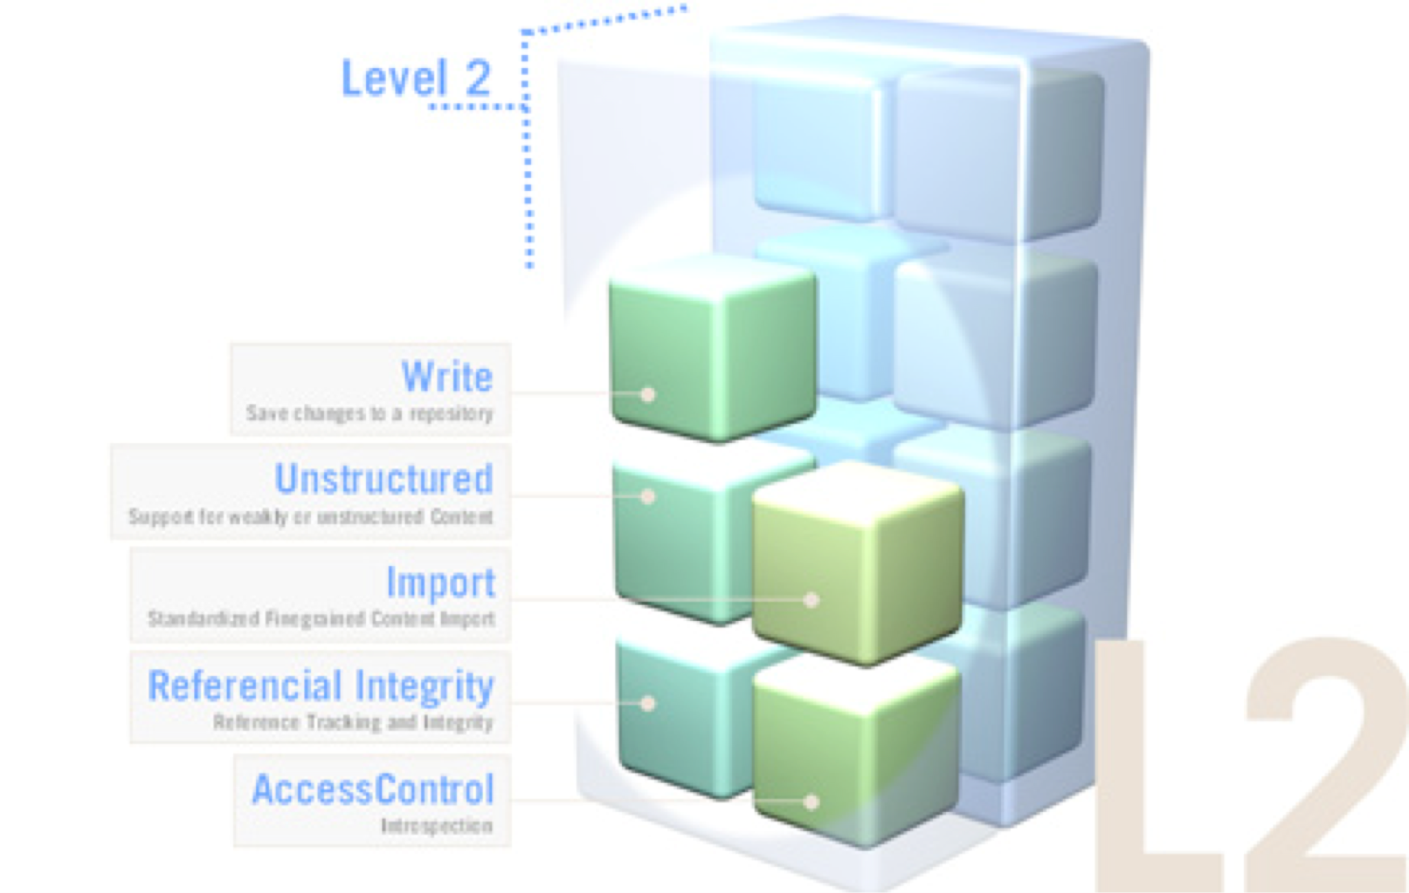 Level 2
Write
Save changes to a repository
Unstructured
Support for weakly or unstructured Content
Import
Standardized Finegrained Content Import
Referencial Integrity
Reference Tracking and Integrity
AccessControl
Introspection
L2